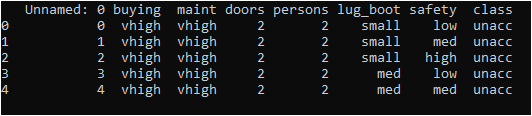 Unnamed: 0 buying maint doors persons lug_boot safety class
0 0 vhigh vhigh 2 2 small low unacc
1 1 vhigh vhigh 2 2 small med unacc
2 2 vhigh vhigh 2 2 small high unacc
3 3 vhigh vhigh 2 2 med low unacc
4 4 vhigh vhigh 2 2 med med unacc